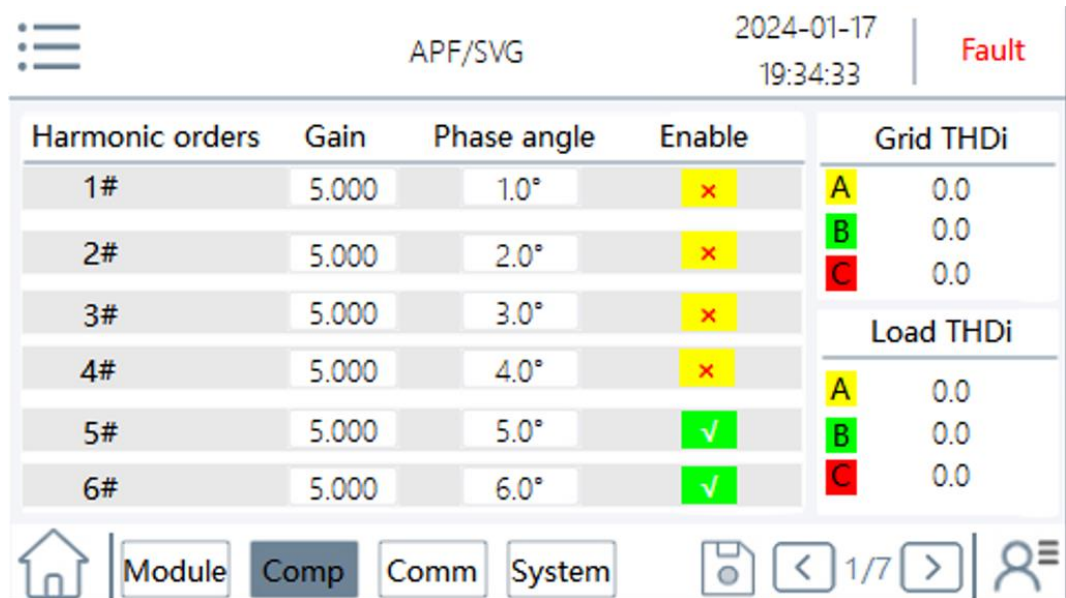 APF/SVG
2024-01-17
19:34:33
Fault
Harmonic orders Gain Phase angle Enable
1# 5.000 1.0° ×
2# 5.000 2.0° ×
3# 5.000 3.0° ×
4# 5.000 4.0° ×
5# 5.000 5.0° √
6# 5.000 6.0° √
Grid THDi
A 0.0
B 0.0
C 0.0
Load THDi
A 0.0
B 0.0
C 0.0
Module Comp Comm System < 1/7 >